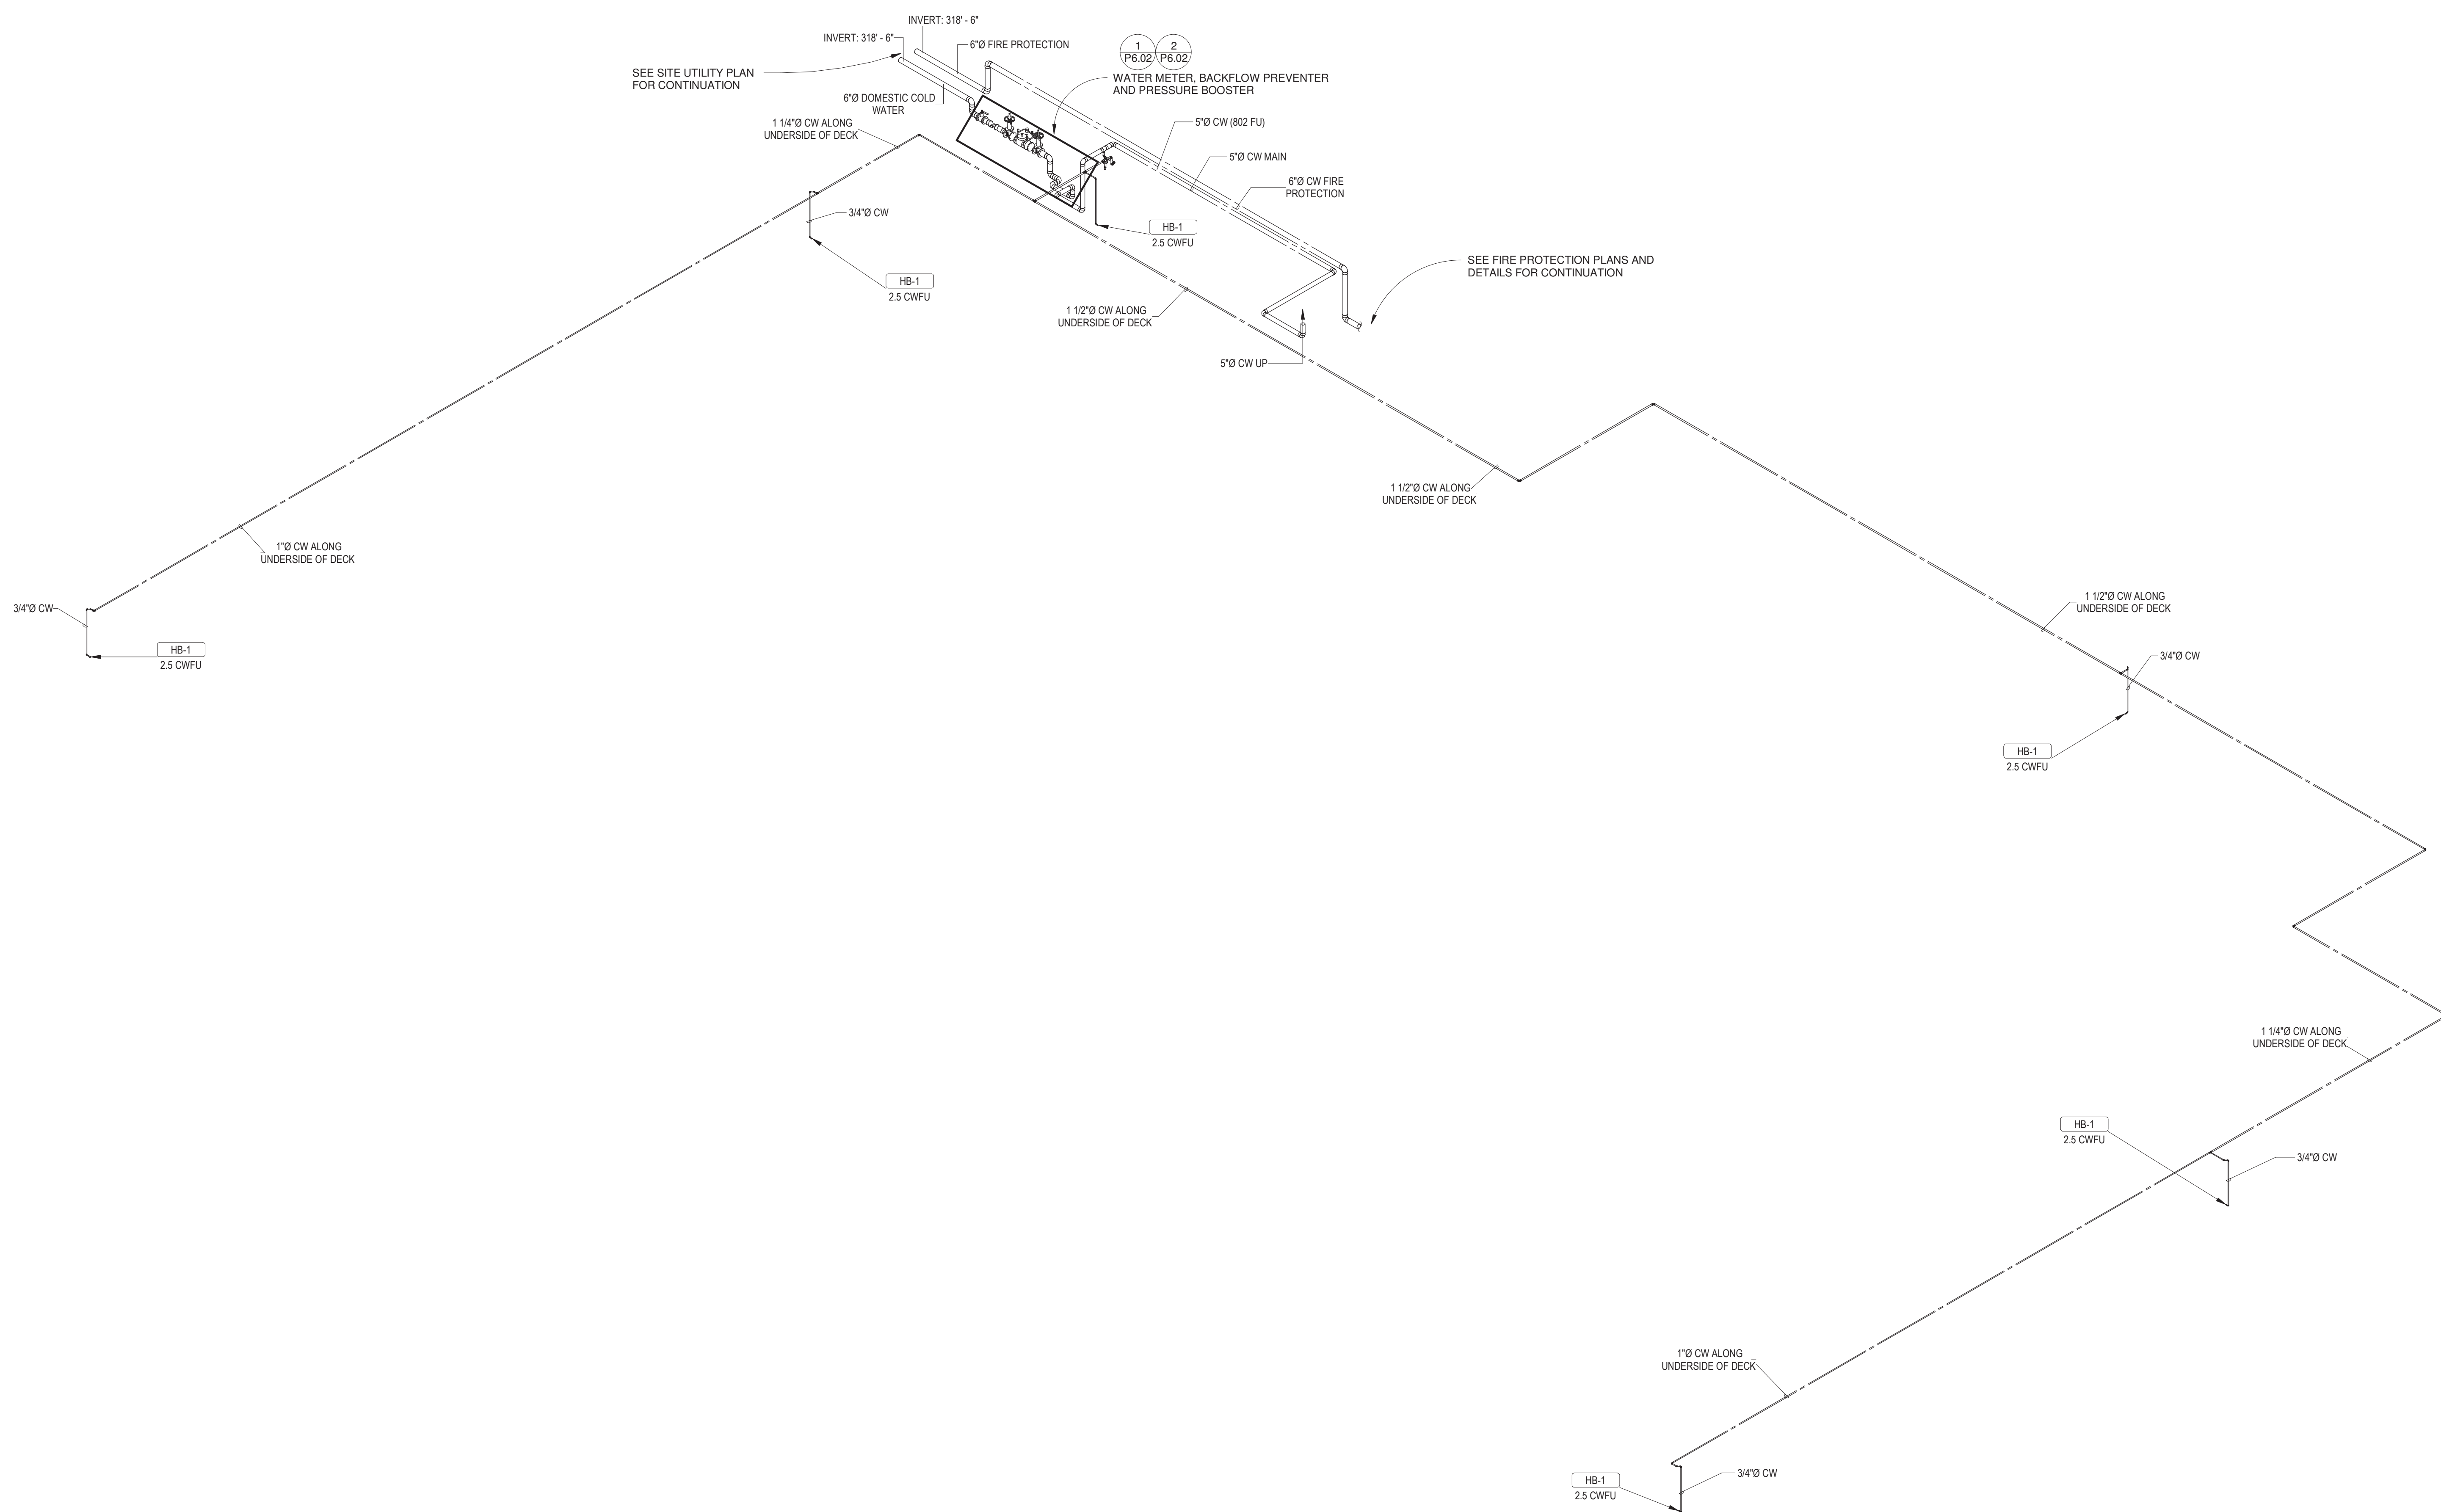 INVERT: 318' - 6"
INVERT: 318' - 6"
6"Ø FIRE PROTECTION
1
P6.02
2
P6.02
SEE SITE UTILITY PLAN
FOR CONTINUATION
WATER METER, BACKFLOW PREVENTER
AND PRESSURE BOOSTER
6"Ø DOMESTIC COLD
WATER
1 1/4"Ø CW ALONG
UNDERSIDE OF DECK
5"Ø CW (802 FU)
5"Ø CW MAIN
6"Ø CW FIRE
PROTECTION
3/4"Ø CW
HB-1
2.5 CWFU
SEE FIRE PROTECTION PLANS AND
DETAILS FOR CONTINUATION
HB-1
2.5 CWFU
1 1/2"Ø CW ALONG
UNDERSIDE OF DECK
5"Ø CW UP
1 1/2"Ø CW ALONG
UNDERSIDE OF DECK
1"Ø CW ALONG
UNDERSIDE OF DECK
3/4"Ø CW
HB-1
2.5 CWFU
1 1/2"Ø CW ALONG
UNDERSIDE OF DECK
3/4"Ø CW
HB-1
2.5 CWFU
1 1/4"Ø CW ALONG
UNDERSIDE OF DECK
HB-1
2.5 CWFU
3/4"Ø CW
1"Ø CW ALONG
UNDERSIDE OF DECK
HB-1
2.5 CWFU
3/4"Ø CW